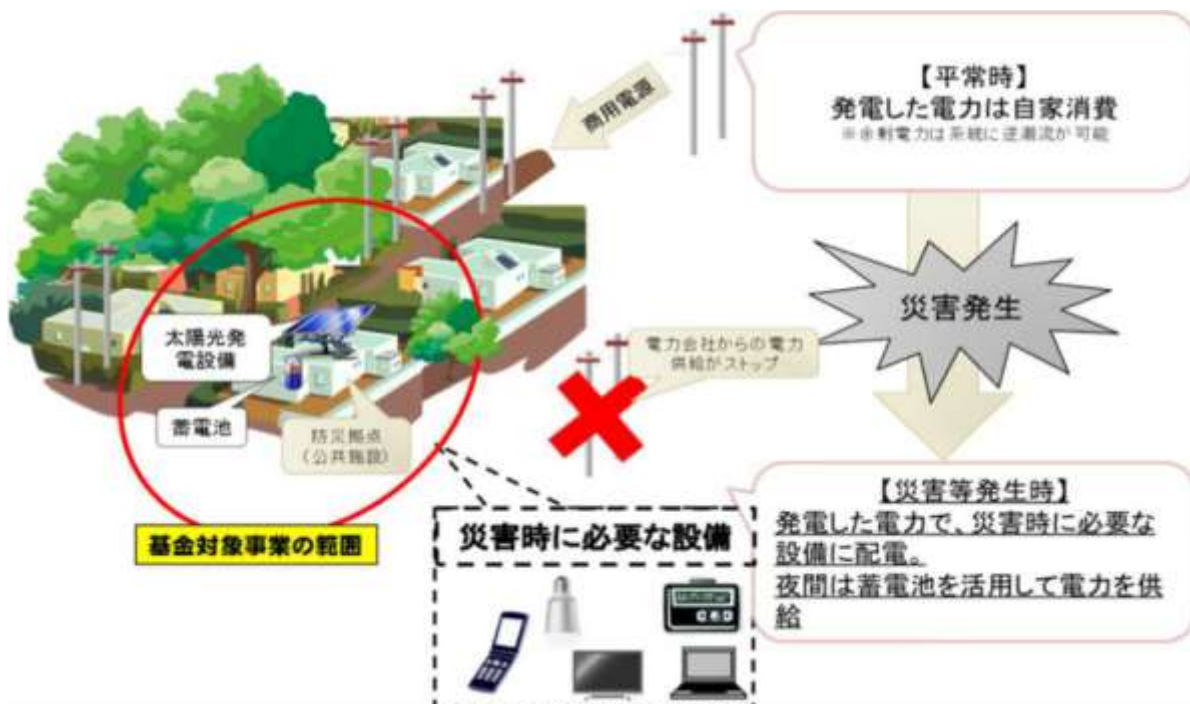 商用電源
【平常時】
発電した電力は自家消費
※余剰電力は系統に逆潮流が可能
災害発生
太陽光発
電設備
蓄電池
防災拠点
(公共施設)
電力会社からの電力
供給がストップ
基金対象事業の範囲
災害時に必要な設備
【災害等発生時】
発電した電力で、災害時に必要な
設備に配電。
夜間は蓄電池を活用して電力を供
給